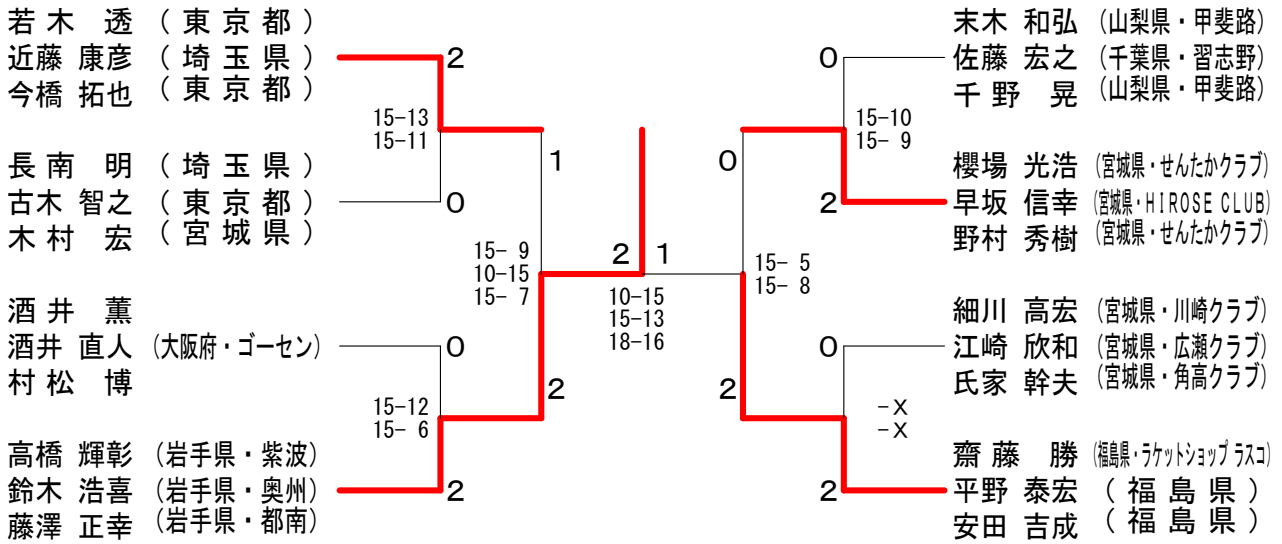 若木 透 (東京都)
近藤 康彦 (埼玉県)
今橋 拓也 (東京都)
2
15-13
15-11
長南 明 (埼玉県)
古木 智之 (東京都)
木村 宏 (宮城県)
0
1
15- 9
10-15
15- 7
酒井 薫
酒井 直人 (大阪府・ゴーセン)
村松 博
0
15-12
15- 6
2
高橋 輝彰 (岩手県・紫波)
鈴木 浩喜 (岩手県・奥州)
藤澤 正幸 (岩手県・都南)
2
2 1
10-15
15-13
18-16
末木 和弘 (山梨県・甲斐路)
佐藤 宏之 (千葉県・習志野)
千野 晃 (山梨県・甲斐路)
0
15-10
15- 9
0
櫻場 光浩 (宮城県・せんたかクラブ)
早坂 信幸 (宮城県・HIROSE CLUB)
野村 秀樹 (宮城県・せんたかクラブ)
2
15- 5
15- 8
細川 高宏 (宮城県・川崎クラブ)
江崎 欣和 (宮城県・広瀬クラブ)
氏家 幹夫 (宮城県・角高クラブ)
0
2
-X
-X
齋藤 勝 (福島県・ラケットショップ ラスコ)
平野 泰宏 (福島県)
安田 吉成 (福島県)
2